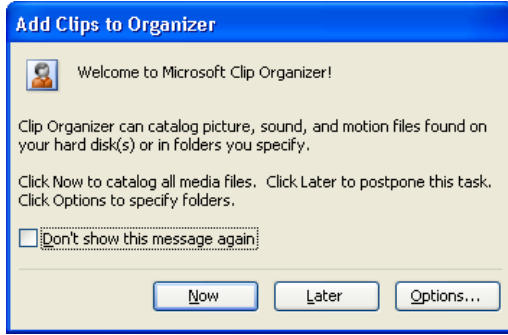 Add Clips to Organizer
Welcome to Microsoft Clip Organizer!
Clip Organizer can catalog picture, sound, and motion files found on
your hard disk(s) or in folders you specify.
Click Now to catalog all media files.  Click Later to postpone this task.
Click Options to specify folders.
Don't show this message again
Now
Later
Options...